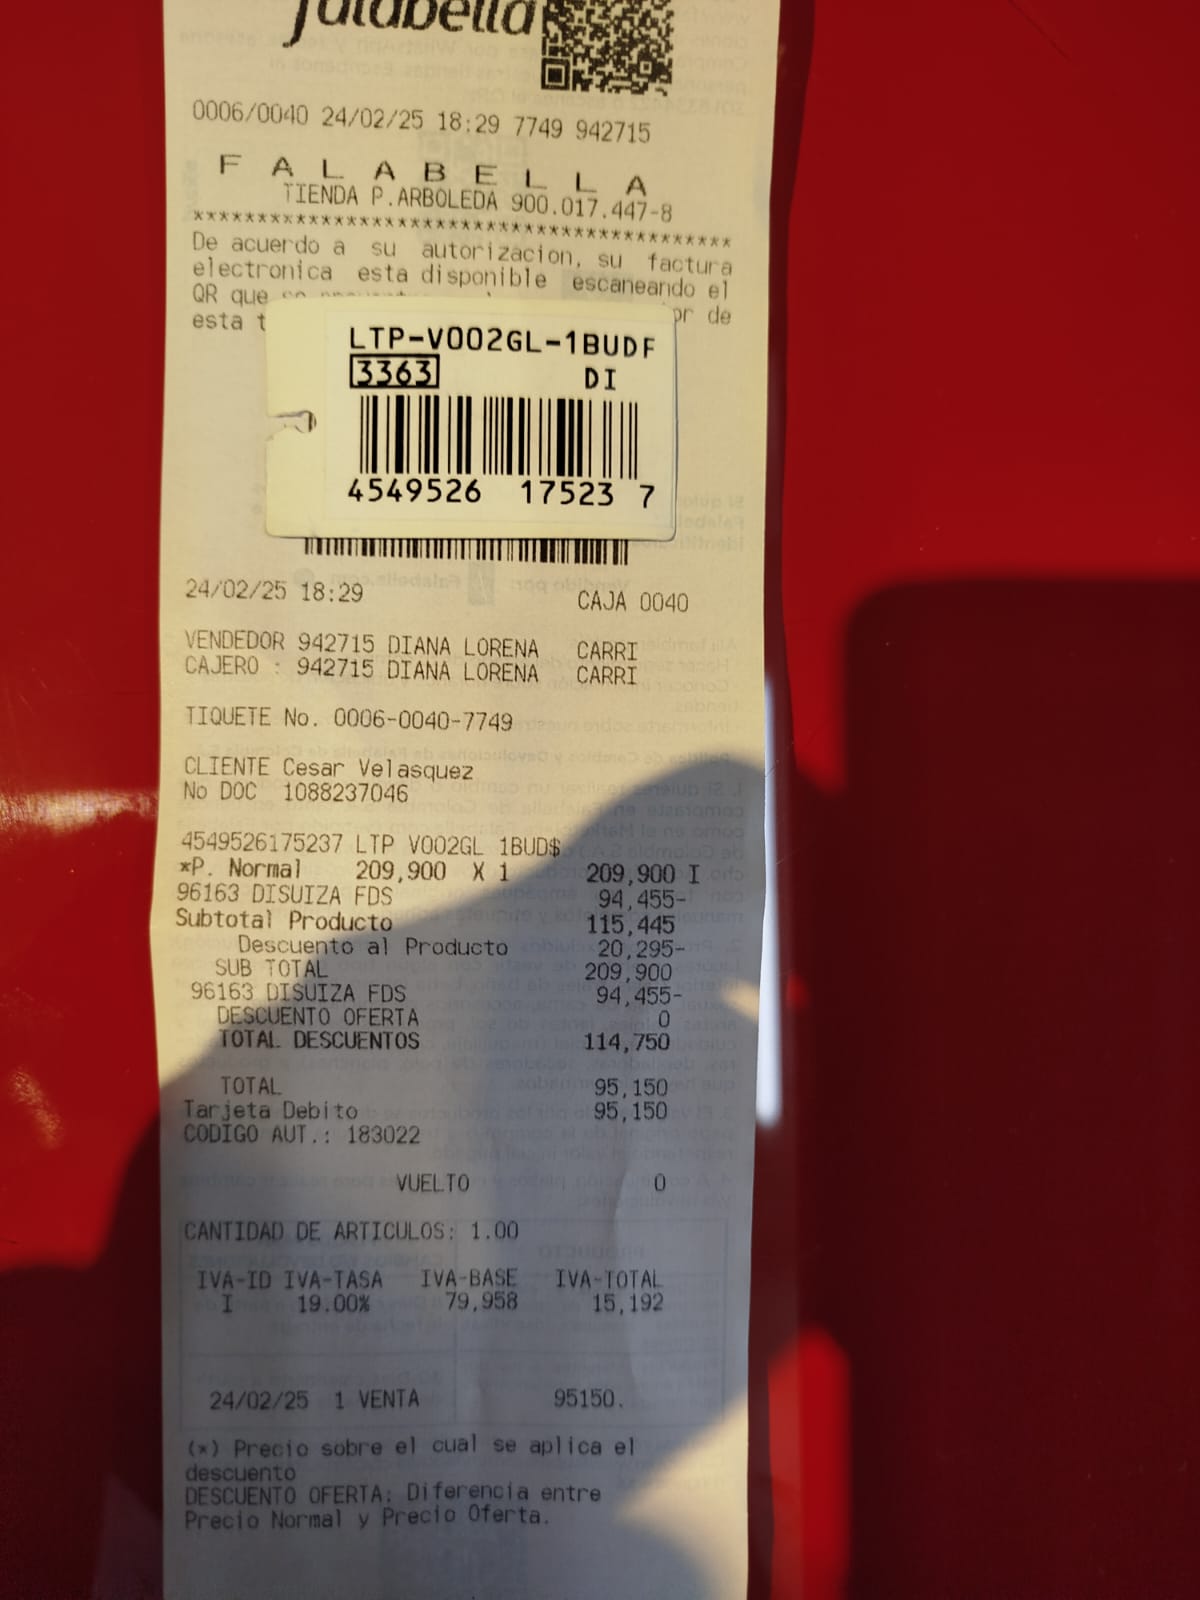 falabella
0006/0040 24/02/25 18:29 7749 942715
F A L A B E L L A
TIENDA P.ARBOLEDA 900.017.447-8
********************************************
De acuerdo a su autorizacion, su factura
electronica esta disponible escaneando el
QR que
de
esta
LTP-V002GL-1BUDF
3363 DI
4549526 17523 7
24/02/25 18:29 CAJA 0040
VENDEDOR 942715 DIANA LORENA CARRI
CAJERO : 942715 DIANA LORENA CARRI
TIQUETE No. 0006-0040-7749
CLIENTE Cesar Velasquez
No DOC 1088237046
4549526175237 LTP V002GL 1BUD$
*P. Normal 209,900 X 1 209,900 I
96163 DISUIZA FDS 94,455-
Subtotal Producto 115,445
Descuento al Producto 20,295-
SUB TOTAL 209,900
96163 DISUIZA FDS 94,455-
DESCUENTO OFERTA 0
TOTAL DESCUENTOS 114,750
TOTAL 95,150
Tarjeta Debito 95,150
CODIGO AUT.: 183022
VUELTO 0
CANTIDAD DE ARTICULOS: 1.00
IVA-ID IVA-TASA IVA-BASE IVA-TOTAL
I 19.00% 79,958 15,192
24/02/25 1 VENTA 95150.
(*) Precio sobre el cual se aplica el
descuento
DESCUENTO OFERTA: Diferencia entre
Precio Normal y Precio Oferta.